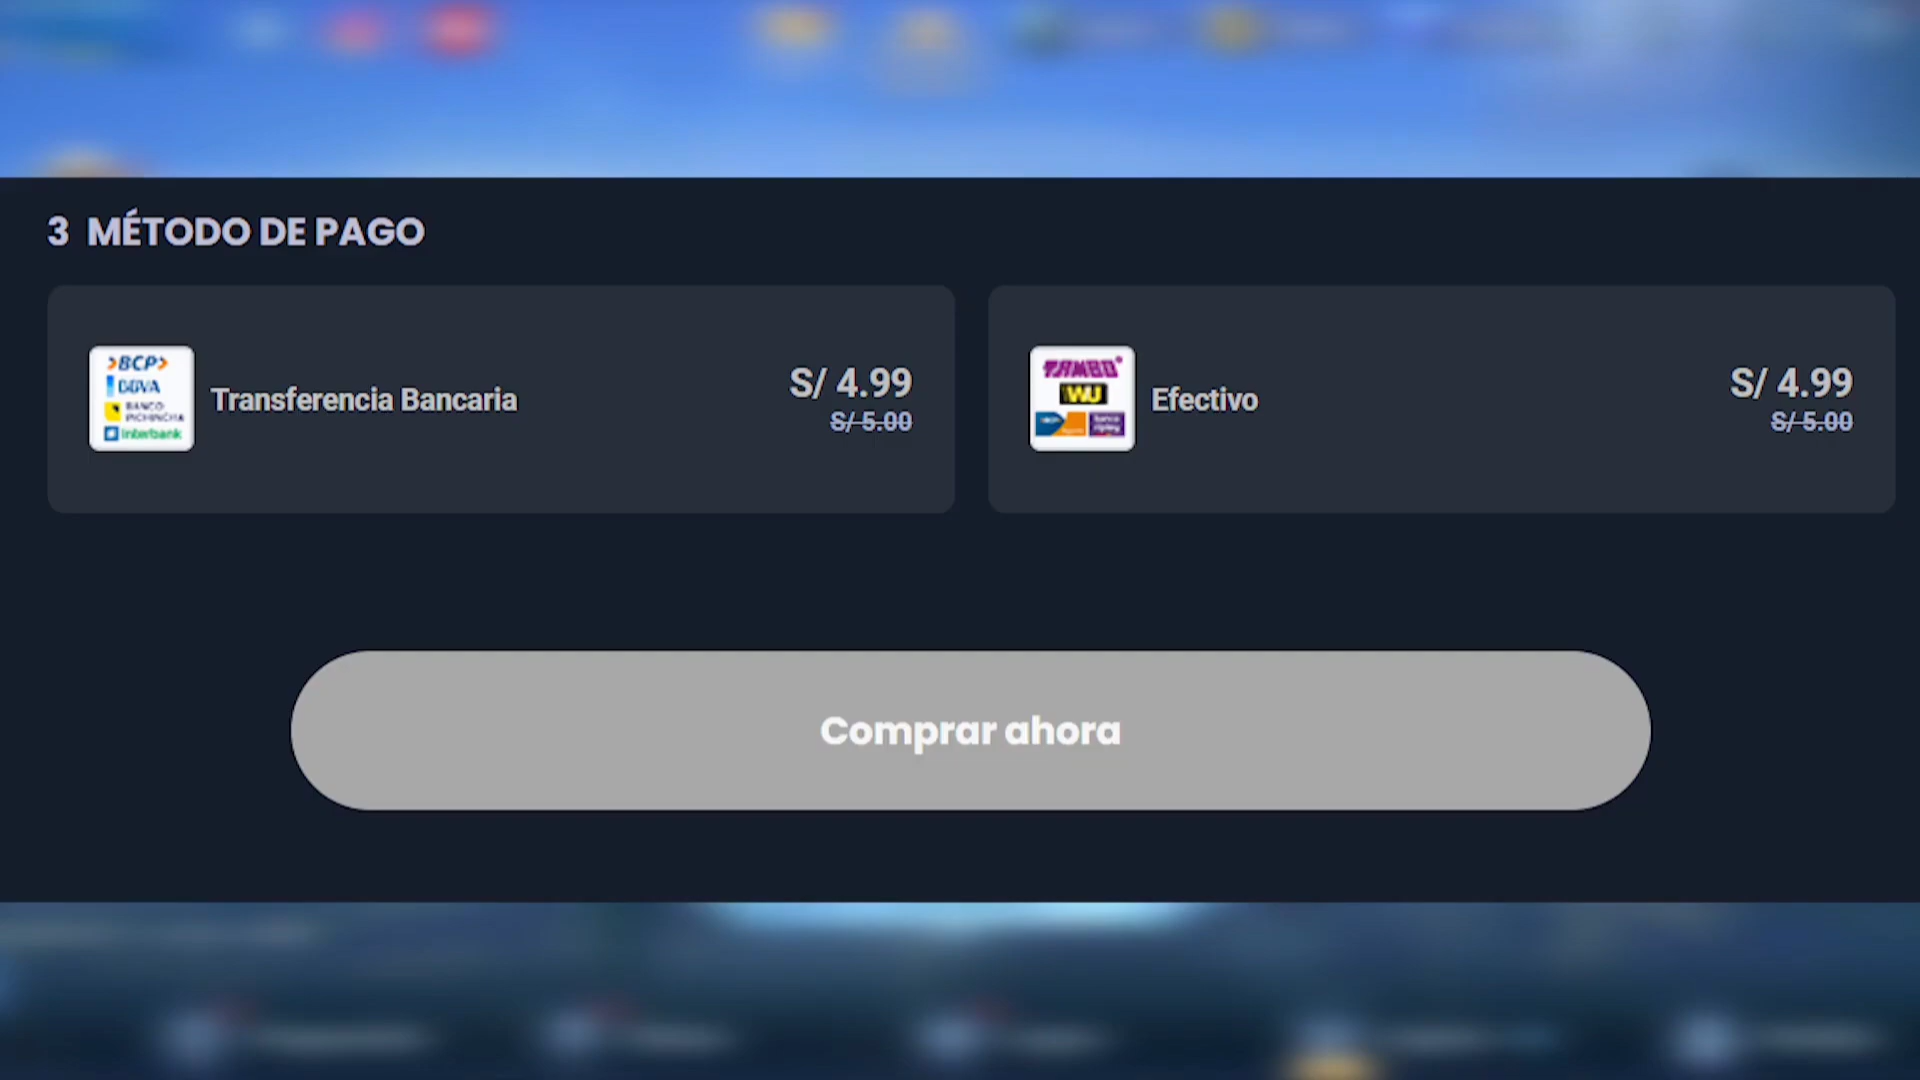 3 MÉTODO DE PAGO
BCP
BBVA
BANCO
PICHINCHA
Interbank
Transferencia Bancaria
S/ 4.99
S/ 5.00
TAMBO
WU
Efectivo
S/ 4.99
S/ 5.00
Comprar ahora